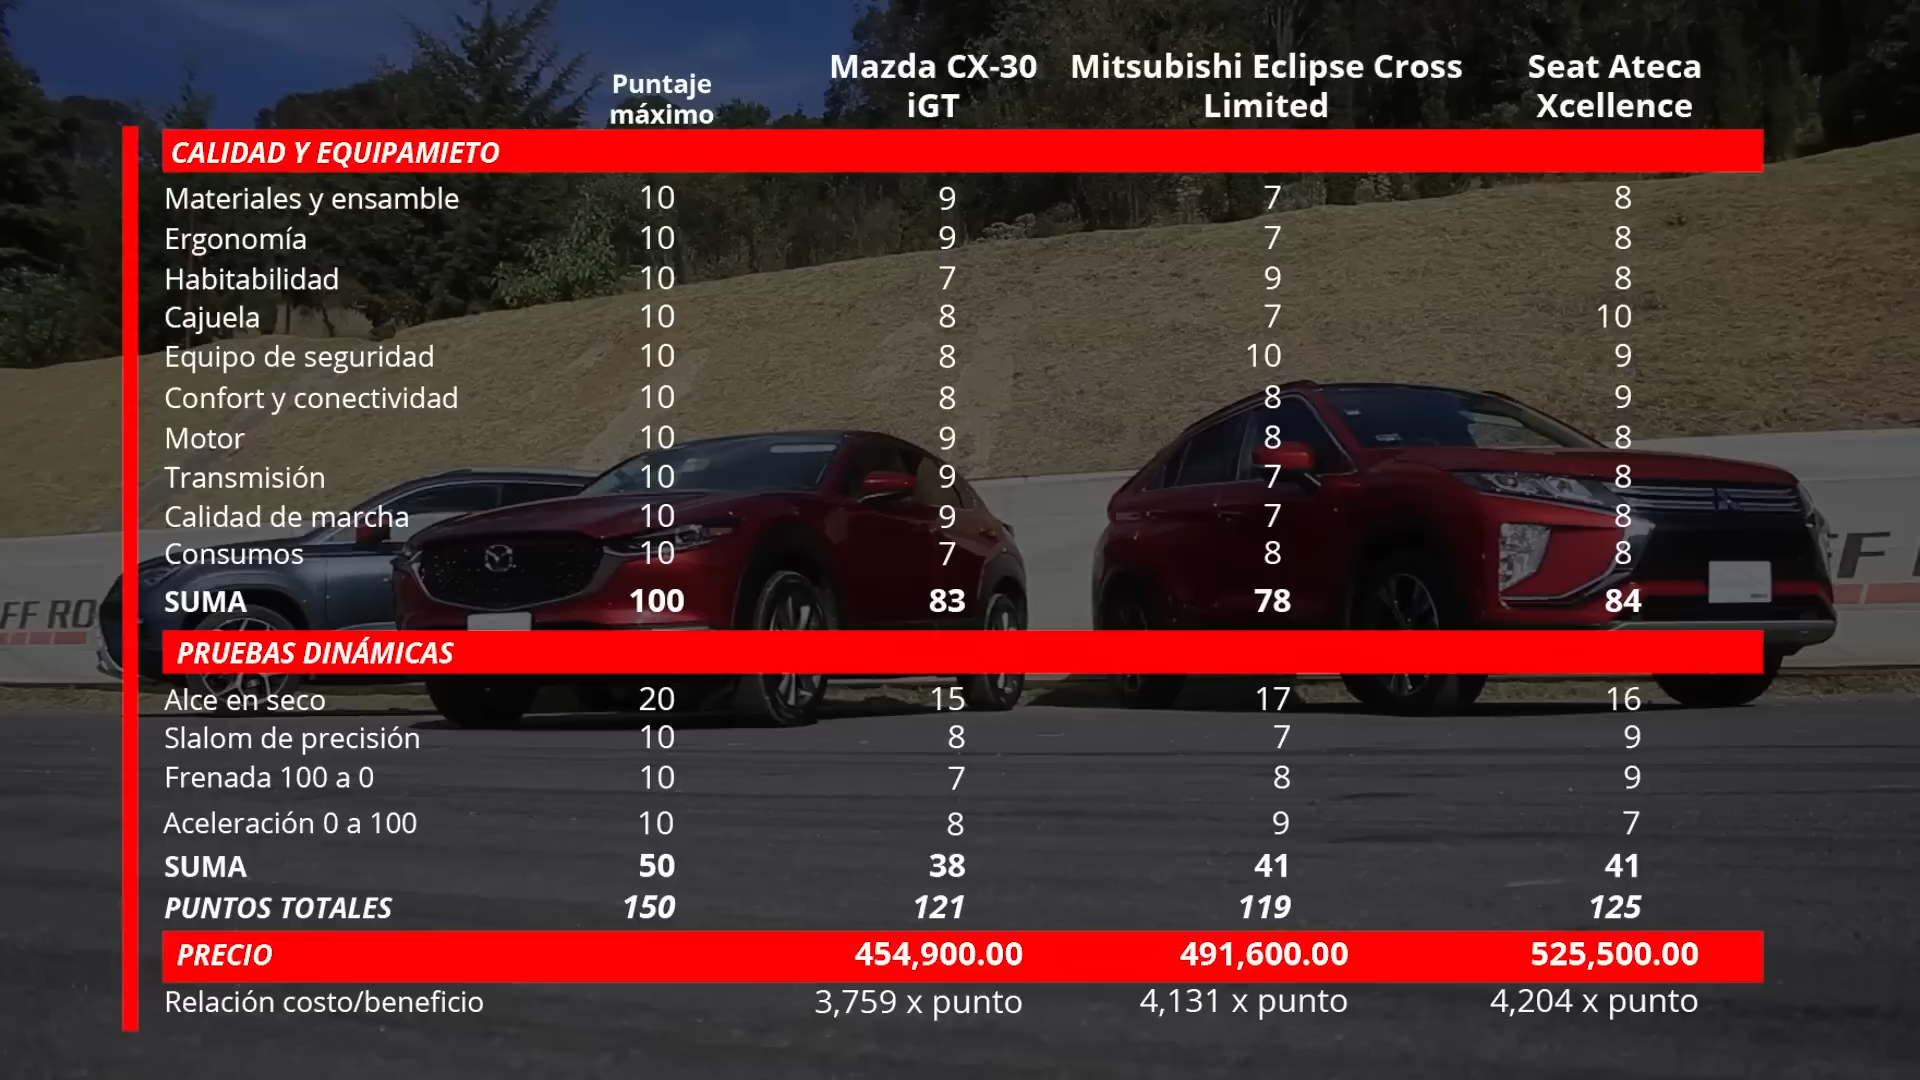 Puntaje máximo Mazda CX-30 iGT Mitsubishi Eclipse Cross Limited Seat Ateca Xcellence
CALIDAD Y EQUIPAMIETO
Materiales y ensamble 10 9 7 8
Ergonomía 10 9 7 8
Habitabilidad 10 7 9 8
Cajuela 10 8 7 10
Equipo de seguridad 10 8 10 9
Confort y conectividad 10 8 8 9
Motor 10 9 8 8
Transmisión 10 9 7 8
Calidad de marcha 10 9 7 8
Consumos 10 7 8 8
SUMA 100 83 78 84
FF RO
PRUEBAS DINÁMICAS
Alce en seco 20 15 17 16
Slalom de precisión 10 8 7 9
Frenada 100 a 0 10 7 8 9
Aceleración 0 a 100 10 8 9 7
SUMA 50 38 41 41
PUNTOS TOTALES 150 121 119 125
PRECIO 454,900.00 491,600.00 525,500.00
Relación costo/beneficio 3,759 x punto 4,131 x punto 4,204 x punto